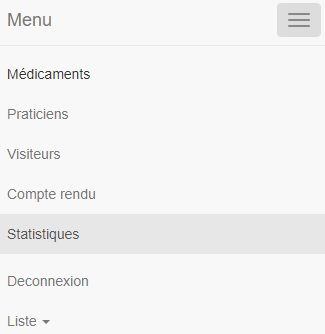 Menu
Médicaments
Praticiens
Visiteurs
Compte rendu
Statistiques
Deconnexion
Liste